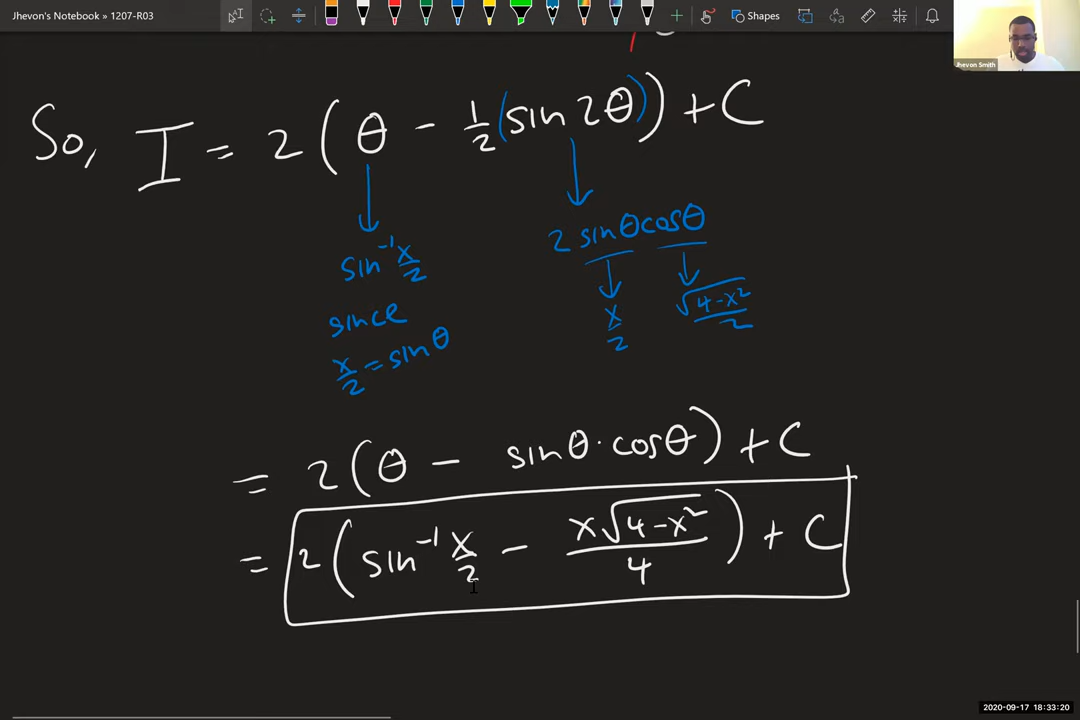 Jhevon's Notebook » 1207-R03
Shapes
Jhevon Smith
So, I = 2(θ - 1/2(sin 2θ)) + C
sin⁻¹ x/2
2 sinθ cosθ
x/2
√(4-x²)/2
since
x/2 = sin θ
= 2(θ - sinθ·cosθ) + C
= 2(sin⁻¹ x/2 - x√(4-x²)/4) + C
2020-09-17 18:33:20